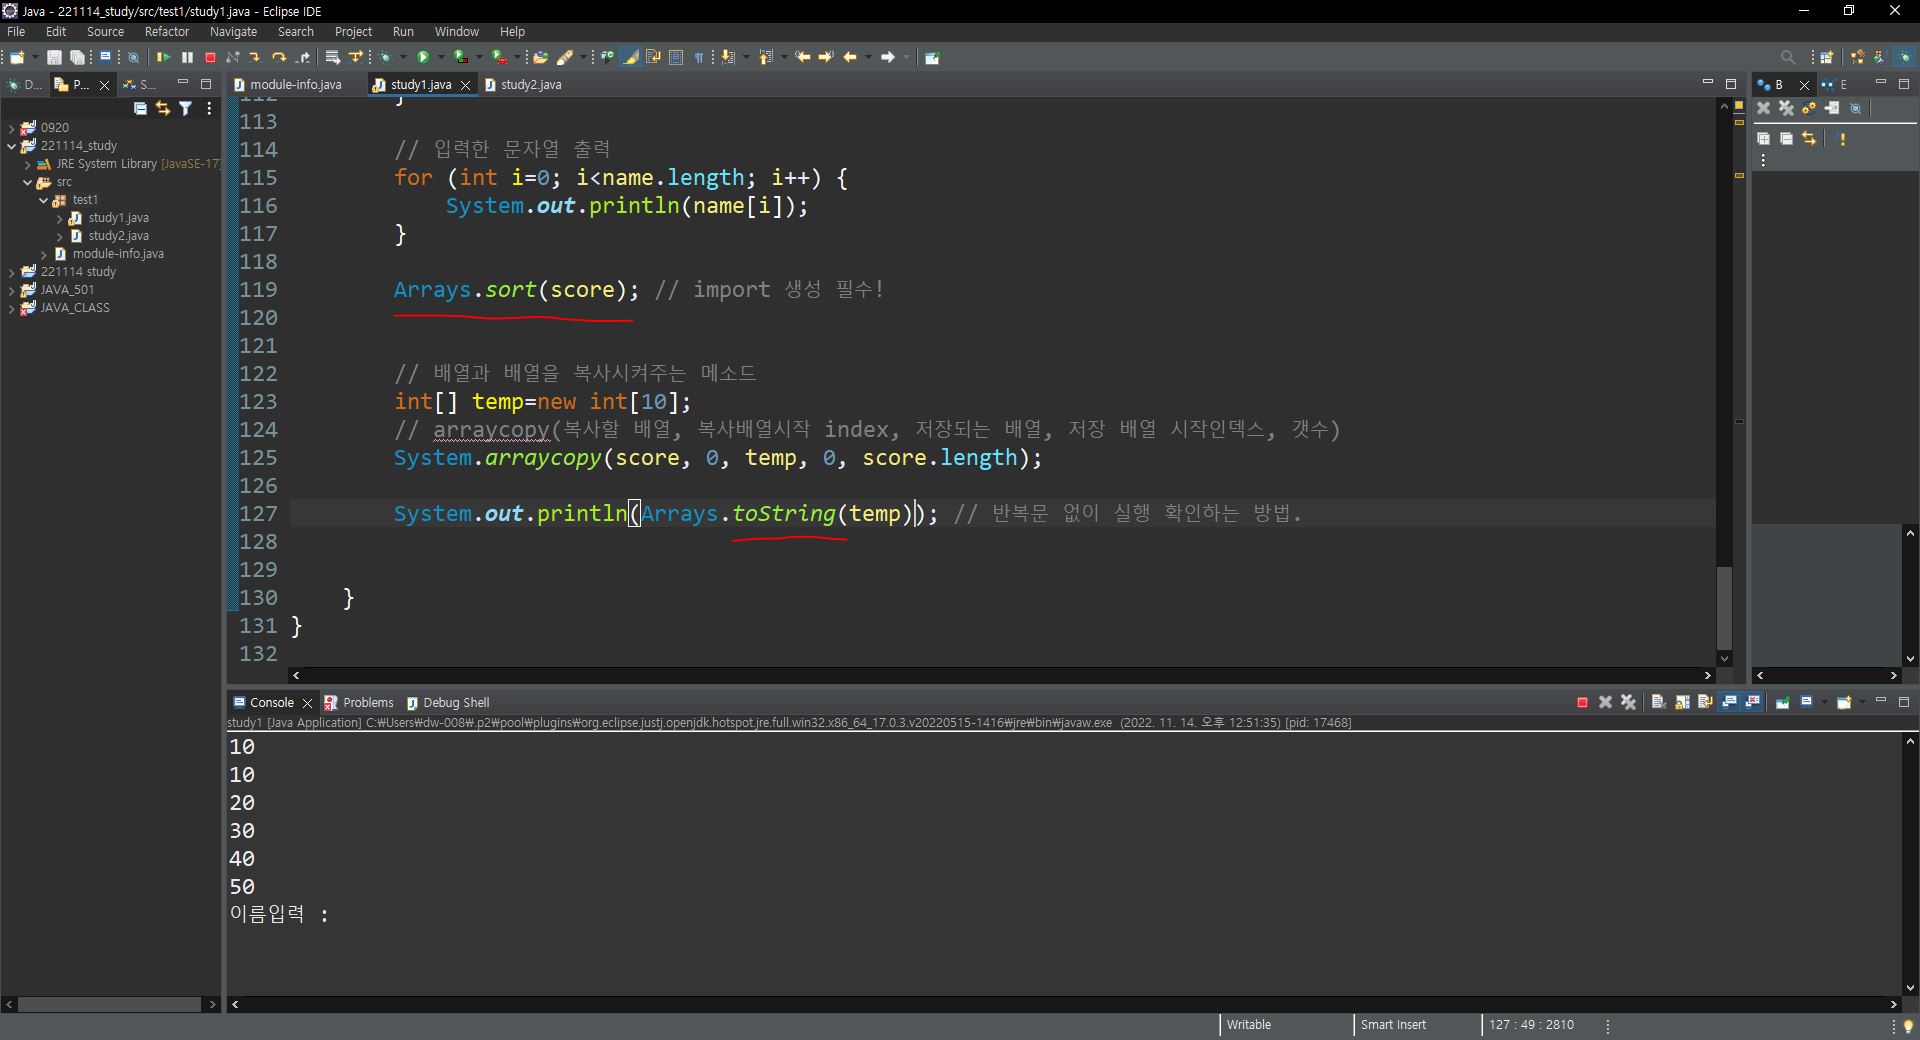 Java - 221114_study/src/test1/study1.java - Eclipse IDE
File Edit Source Refactor Navigate Search Project Run Window Help
D... P... S...
module-info.java study1.java study2.java
B E
0920
221114_study
JRE System Library [JavaSE-17]
src
test1
study1.java
study2.java
module-info.java
221114 study
JAVA_501
JAVA_CLASS
112 }
113
114 // 입력한 문자열 출력
115 for (int i=0; i<name.length; i++) {
116 System.out.println(name[i]);
117 }
118
119 Arrays.sort(score); // import 생성 필수!
120
121
122 // 배열과 배열을 복사시켜주는 메소드
123 int[] temp=new int[10];
124 // arraycopy(복사할 배열, 복사배열시작 index, 저장되는 배열, 저장 배열 시작인덱스, 갯수)
125 System.arraycopy(score, 0, temp, 0, score.length);
126
127 System.out.println(Arrays.toString(temp)); // 반복문 없이 실행 확인하는 방법.
128
129
130 }
131 }
132
Console Problems Debug Shell
study1 [Java Application] C:₩Users₩dw-008₩.p2₩pool₩plugins₩org.eclipse.justj.openjdk.hotspot.jre.full.win32.x86_64_17.0.3.v20220515-1416₩jre₩bin₩javaw.exe (2022. 11. 14. 오후 12:51:35) [pid: 17468]
10
10
20
30
40
50
이름입력 :
Writable Smart Insert 127 : 49 : 2810